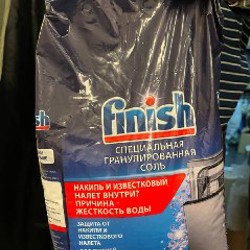 finish
СПЕЦИАЛЬНАЯ
ГРАНУЛИРОВАННАЯ
СОЛЬ
НАКИПЬ И ИЗВЕСТКОВЫЙ
НАЛЕТ ВНУТРИ?
ПРИЧИНА -
ЖЕСТКОСТЬ ВОДЫ
ЗАЩИТА ОТ
НАКИПИ И
ИЗВЕСТКОВОГО
НАЛЕТА